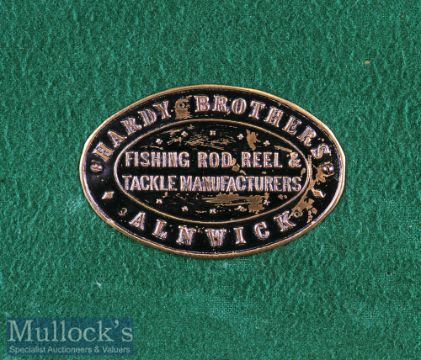 HARDY BROTHERS
FISHING ROD, REEL &
TACKLE MANUFACTURERS
ALNWICK
Mullock's
Specialist Auctioneers & Valuers